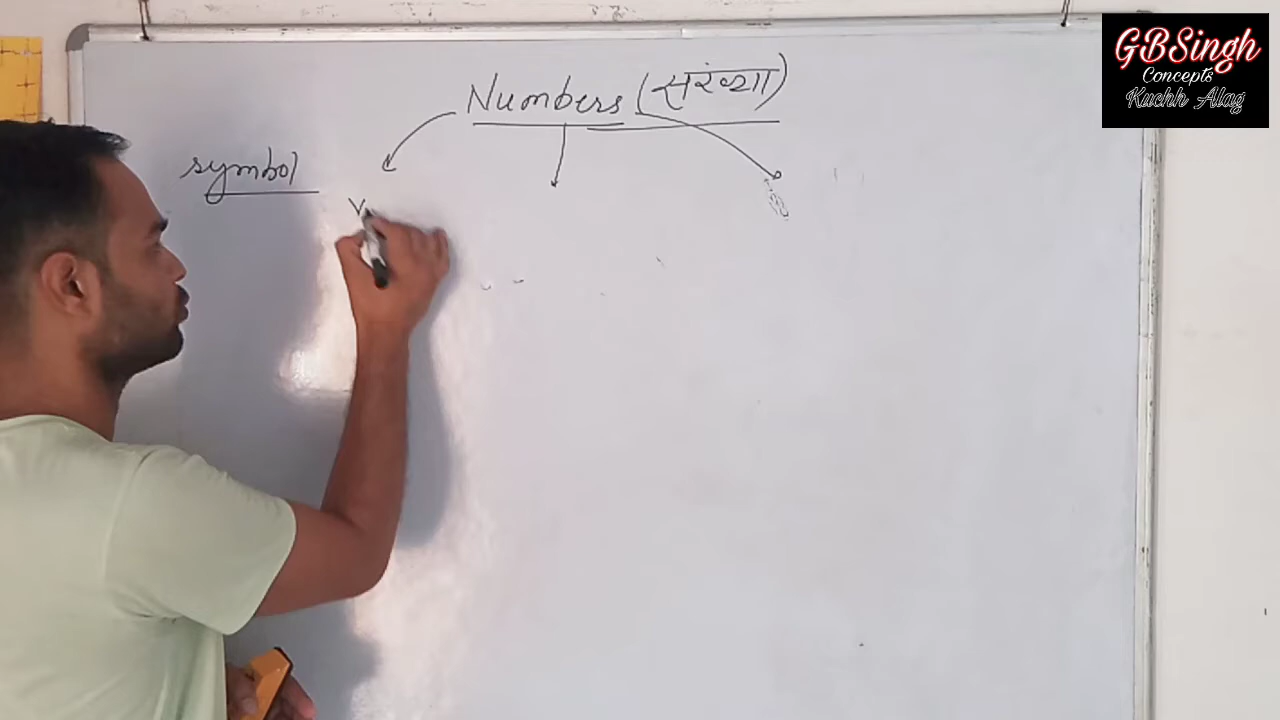 GBSingh
Concepts
Kuchh Alag
Numbers (संख्या)
symbol
v